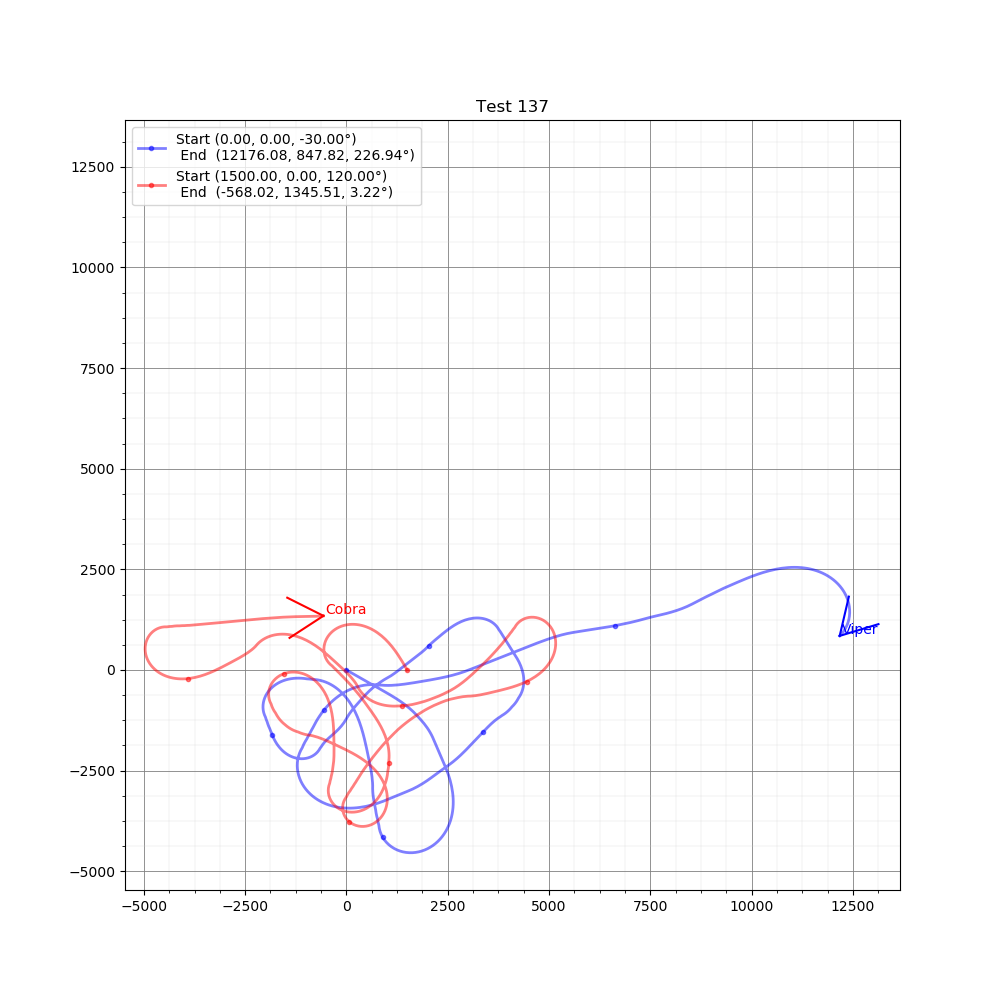 Test 137
Start (0.00, 0.00, -30.00°)
End (12176.08, 847.82, 226.94°)
Start (1500.00, 0.00, 120.00°)
End (-568.02, 1345.51, 3.22°)
12500
10000
7500
5000
2500
0
−2500
−5000
Cobra
Viper
−5000 −2500 0 2500 5000 7500 10000 12500